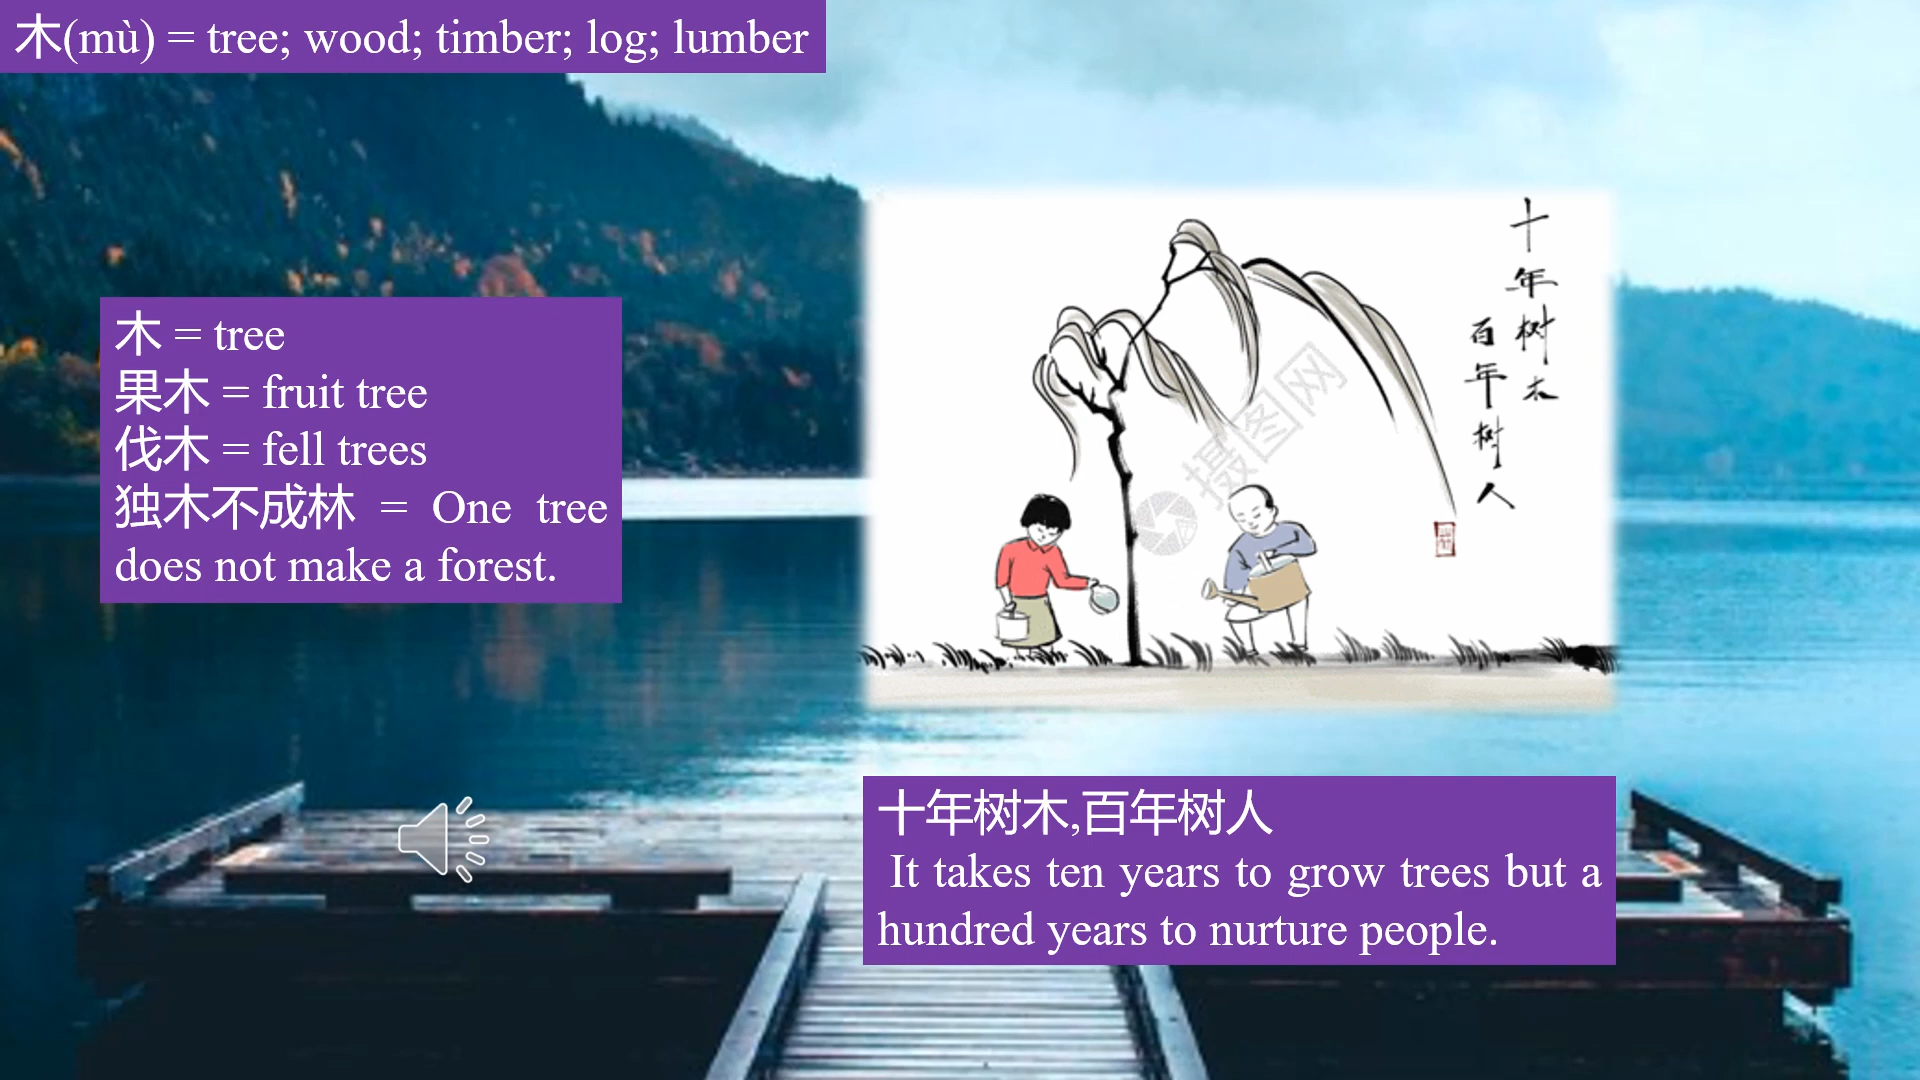 木(mù) = tree; wood; timber; log; lumber
木 = tree
果木 = fruit tree
伐木 = fell trees
独木不成林 = One tree
does not make a forest.
十年树木
百年树人
摄图网
十年树木,百年树人
It takes ten years to grow trees but a
hundred years to nurture people.